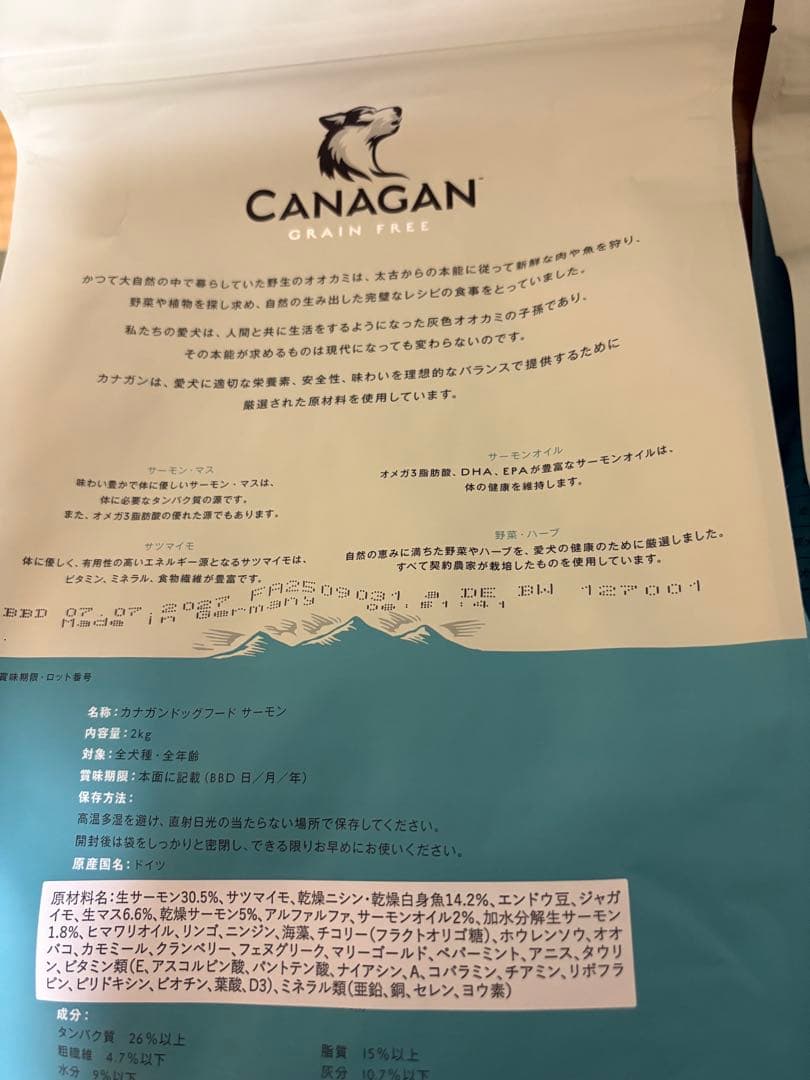 CANAGAN™
GRAIN FREE
かつて大自然の中で暮らしていた野生のオオカミは、太古からの本能に従って新鮮な肉や魚を狩り、
野菜や植物を探し求め、自然の生み出した完璧なレシピの食事をとっていました。
私たちの愛犬は、人間と共に生活をするようになった灰色オオカミの子孫であり、
その本能が求めるものは現代になっても変わらないのです。
カナガンは、愛犬に適切な栄養素、安全性、味わいを理想的なバランスで提供するために
厳選された原材料を使用しています。
サーモン・マス
味わい豊かで体に優しいサーモン・マスは、
体に必要なタンパク質の源です。
また、オメガ3脂肪酸の優れた源でもあります。
サーモンオイル
オメガ3脂肪酸、DHA、EPAが豊富なサーモンオイルは、
体の健康を維持します。
サツマイモ
体に優しく、有用性の高いエネルギー源となるサツマイモは、
ビタミン、ミネラル、食物繊維が豊富です。
野菜・ハーブ
自然の恵みに満ちた野菜やハーブを、愛犬の健康のために厳選しました。
すべて契約農家が栽培したものを使用しています。
BBD 07.07.2027 FA2509031 a DE BW 127001
Made in Germany
賞味期限・ロット番号
名称:カナガンドッグフード サーモン
内容量:2kg
対象:全犬種・全年齢
賞味期限:本面に記載(BBD 日/月/年)
保存方法:
高温多湿を避け、直射日光の当たらない場所で保存してください。
開封後は袋をしっかりと密閉し、できる限りお早めにお使いください。
原産国名:ドイツ
原材料名:生サーモン30.5%、サツマイモ、乾燥ニシン・乾燥白身魚14.2%、エンドウ豆、ジャガ
イモ、生マス6.6%、乾燥サーモン5%、アルファルファ、サーモンオイル2%、加水分解生サーモン
1.8%、ヒマワリオイル、リンゴ、ニンジン、海藻、チコリー(フラクトオリゴ糖)、ホウレンソウ、オオ
バコ、カモミール、クランベリー、フェヌグリーク、マリーゴールド、ペパーミント、アニス、タウリ
ン、ビタミン類(E、アスコルビン酸、パントテン酸、ナイアシン、A、コバラミン、チアミン、リボフラ
ビン、ピリドキシン、ビオチン、葉酸、D3)、ミネラル類(亜鉛、銅、セレン、ヨウ素)
成分:
タンパク質 26%以上
脂質 15%以上
粗繊維 4.7%以下
灰分 10.7%以下
水分 9%以下